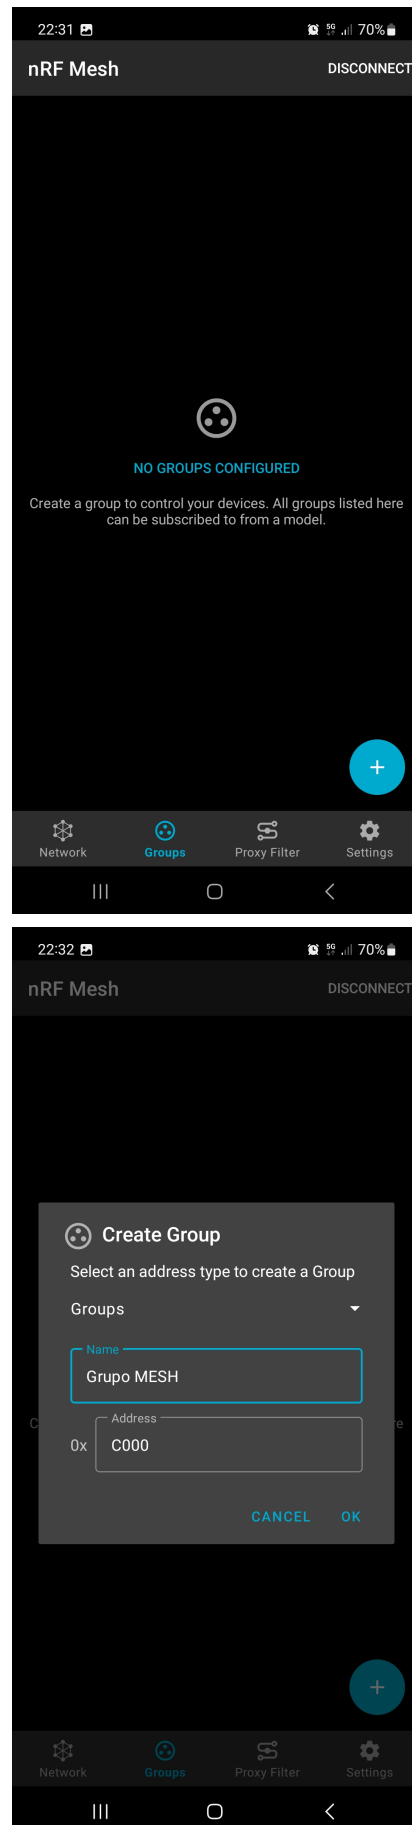 22:31 5G 70%
nRF Mesh DISCONNECT
NO GROUPS CONFIGURED
Create a group to control your devices. All groups listed here
can be subscribed to from a model.
+
Network Groups Proxy Filter Settings
22:32 5G 70%
nRF Mesh DISCONNECT
Create Group
Select an address type to create a Group
Groups
Name
Grupo MESH
C e
Address
0x C000
CANCEL OK
+
Network Groups Proxy Filter Settings